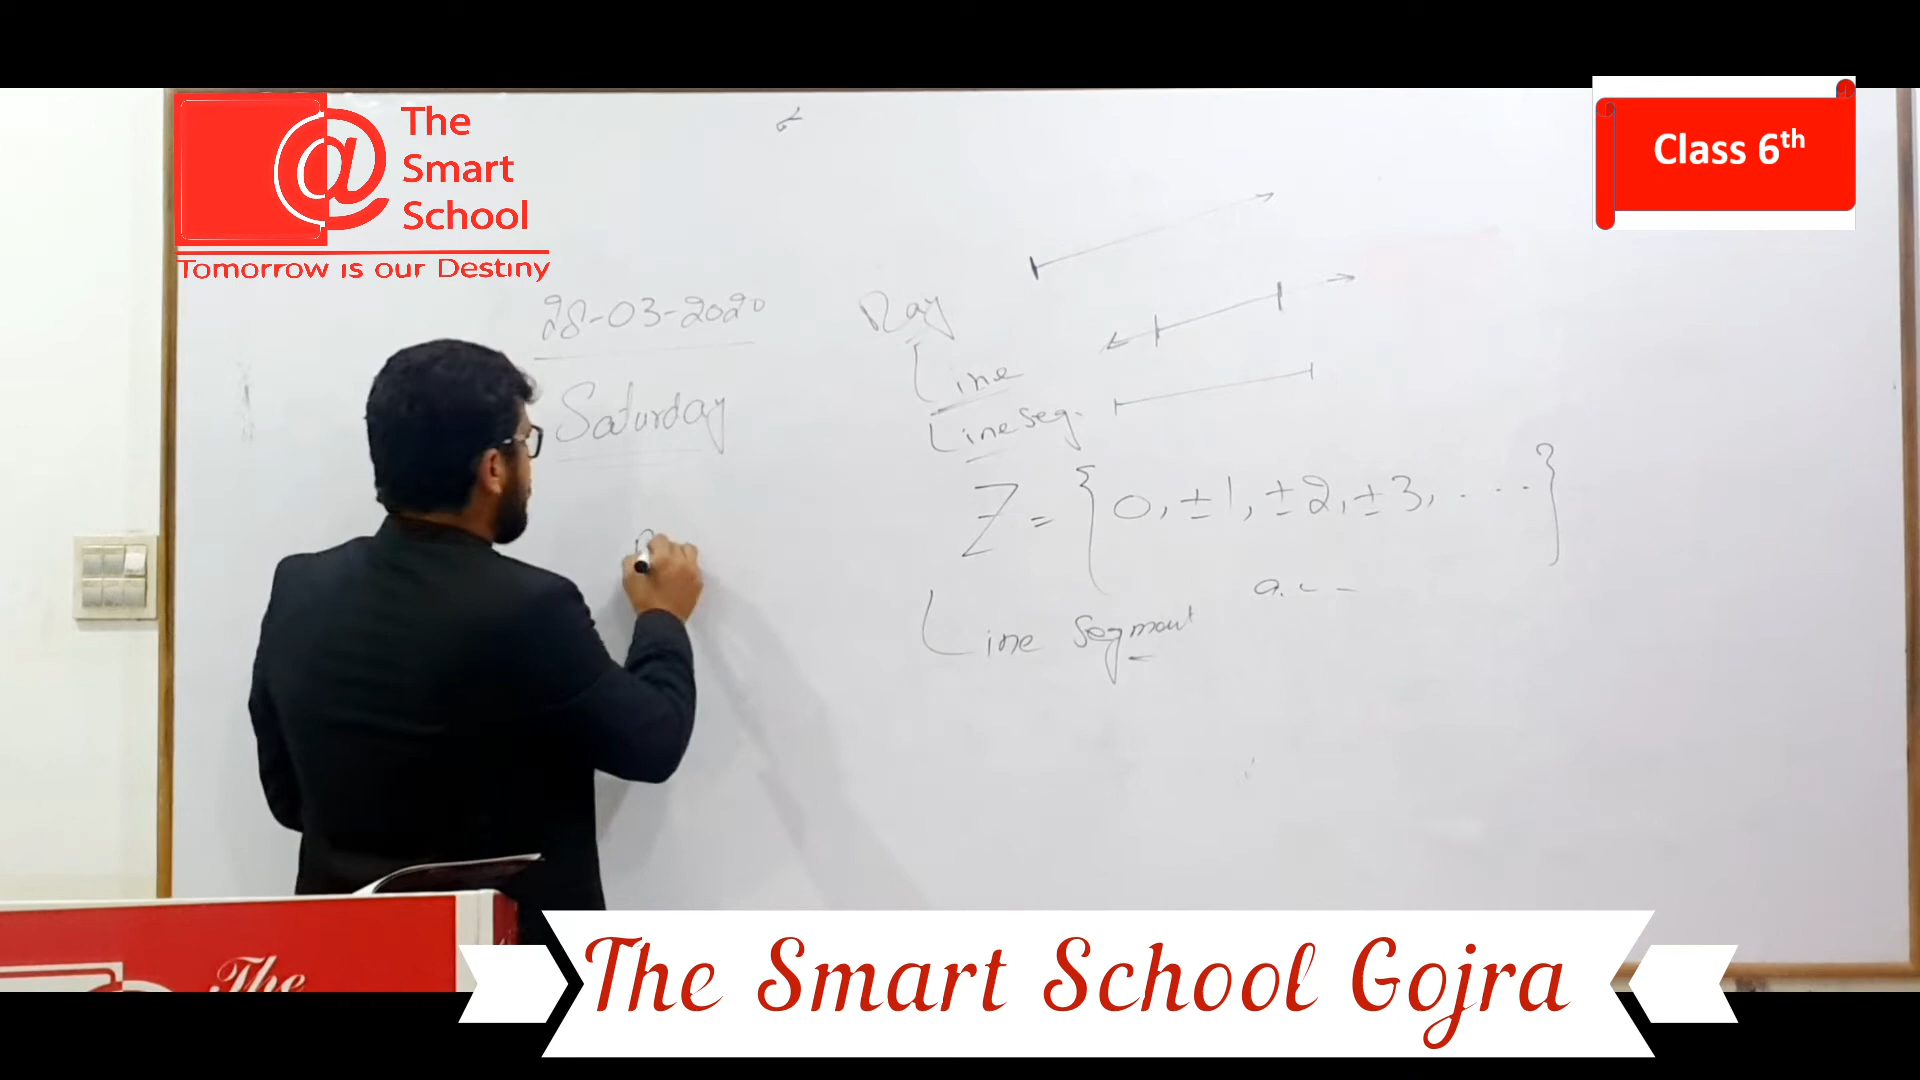 The
Smart
School
Tomorrow is our Destiny
Class 6th
28-03-2020
Saturday
Ray
Line
Line Seg.
Z = { 0, ±1, ±2, ±3, ..... }
Line Segment
The
The Smart School Gojra